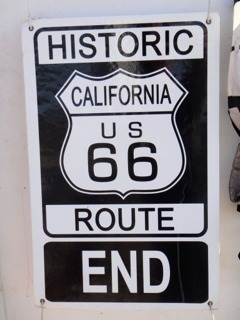 HISTORIC
CALIFORNIA
US
66
ROUTE
END